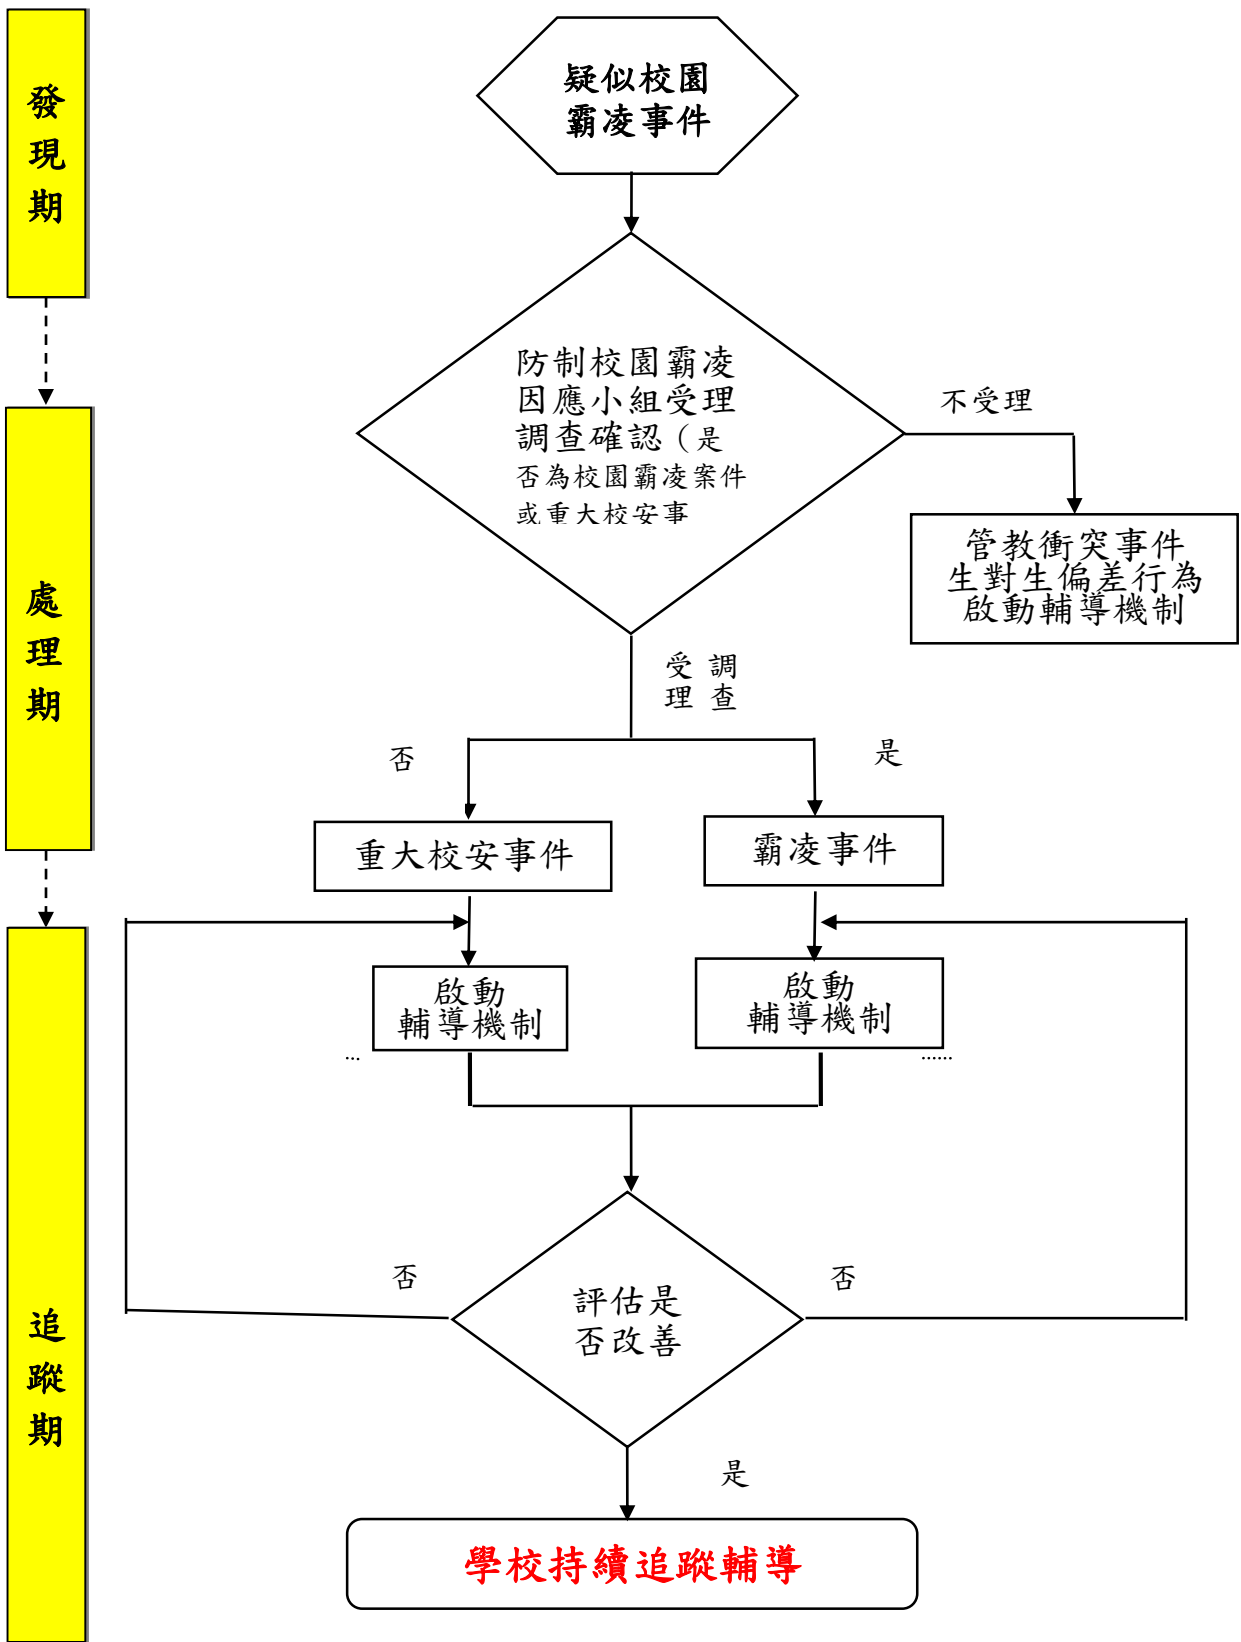 發現期
處理期
追蹤期
疑似校園
霸凌事件
防制校園霸凌
因應小組受理
調查確認（是
否為校園霸凌案件
或重大校安事
不受理
管教衝突事件
生對生偏差行為
啟動輔導機制
受 調
理 查
否
是
重大校安事件
霸凌事件
啟動
輔導機制
…
啟動
輔導機制
……
否
評估是
否改善
否
是
學校持續追蹤輔導